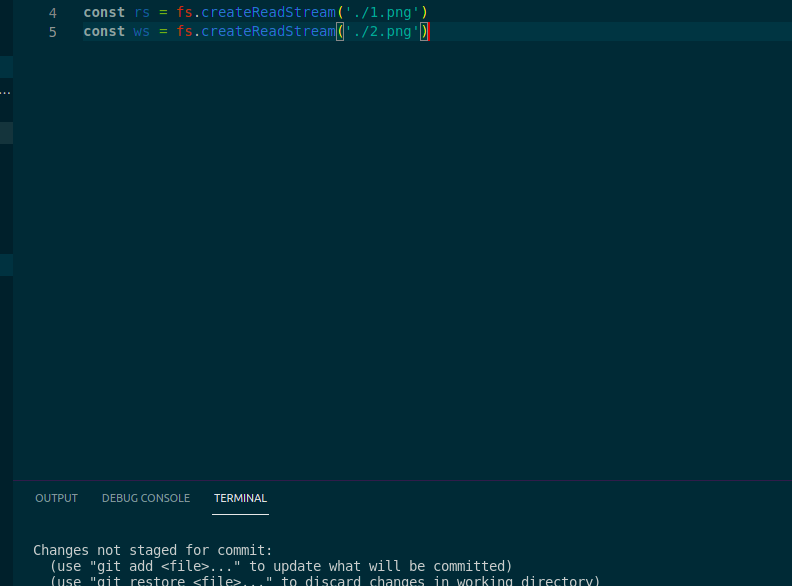 4 const rs = fs.createReadStream('./1.png')
5 const ws = fs.createReadStream('./2.png')
...
OUTPUT DEBUG CONSOLE TERMINAL
Changes not staged for commit:
(use "git add <file>..." to update what will be committed)
(use "git restore <file>..." to discard changes in working directory)